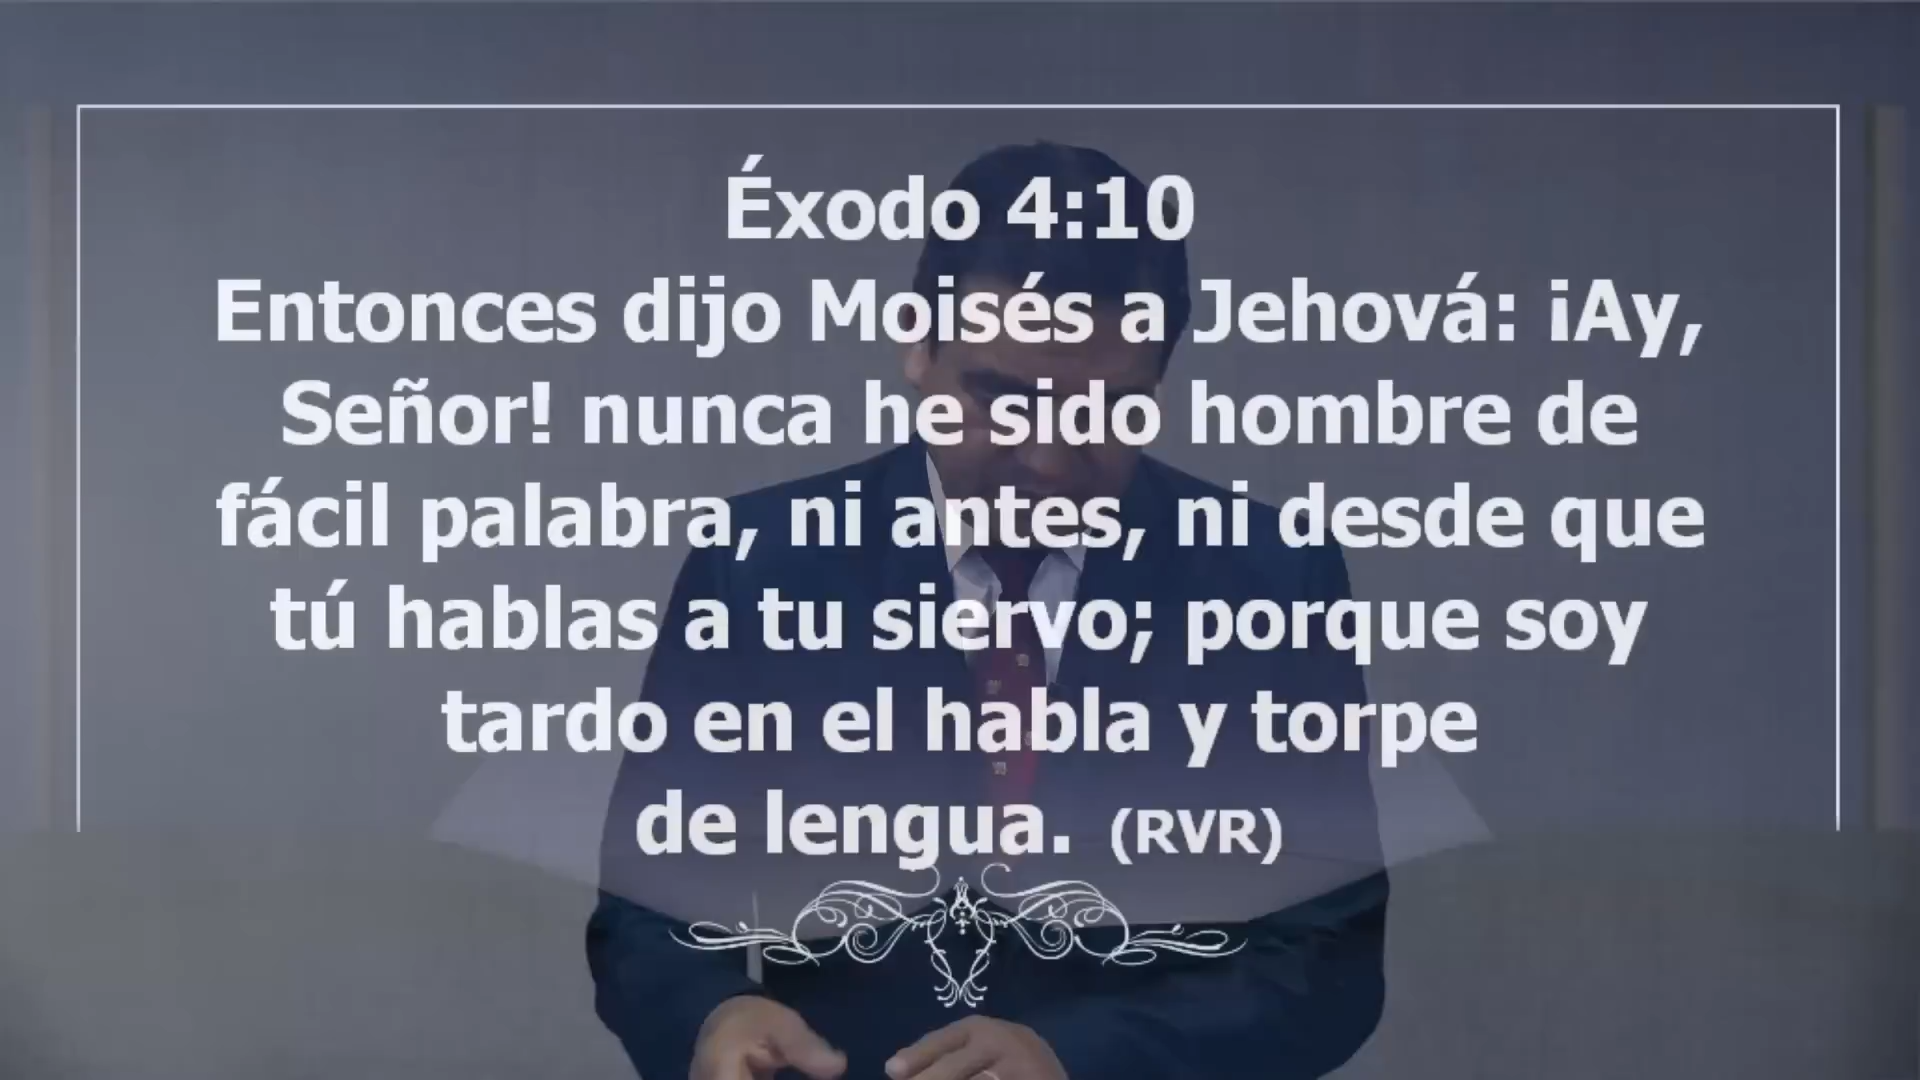 Éxodo 4:10
Entonces dijo Moisés a Jehová: ¡Ay,
Señor! nunca he sido hombre de
fácil palabra, ni antes, ni desde que
tú hablas a tu siervo; porque soy
tardo en el habla y torpe
de lengua. (RVR)